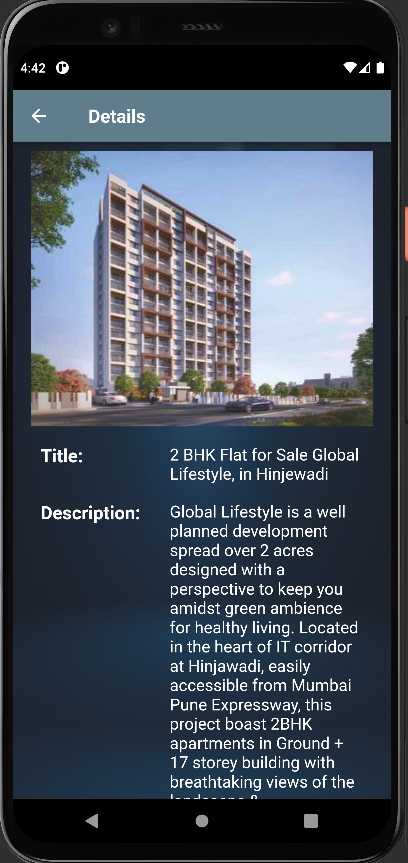 4:42
Details
Title:
2 BHK Flat for Sale Global
Lifestyle, in Hinjewadi
Description:
Global Lifestyle is a well
planned development
spread over 2 acres
designed with a
perspective to keep you
amidst green ambience
for healthy living. Located
in the heart of IT corridor
at Hinjawadi, easily
accessible from Mumbai
Pune Expressway, this
project boast 2BHK
apartments in Ground +
17 storey building with
breathtaking views of the